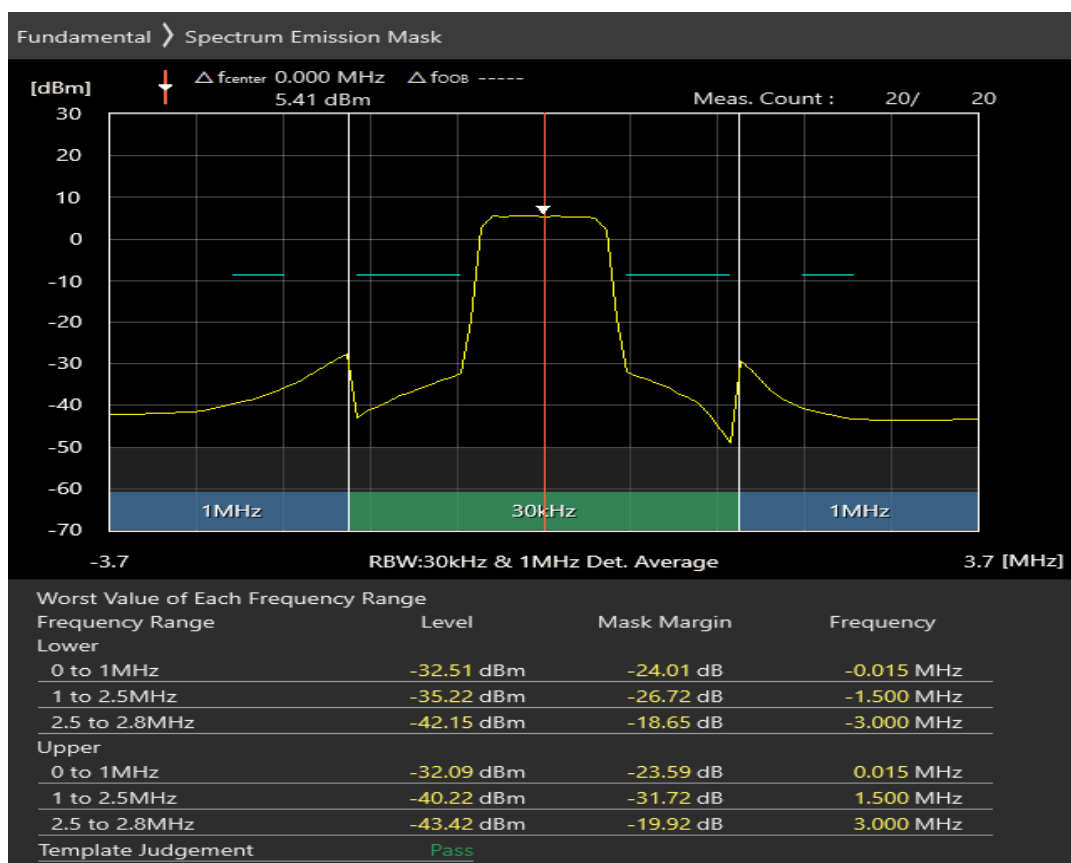 Fundamental 》 Spectrum Emission Mask
[dBm] △ fcenter 0.000 MHz △ fOOB -----
5.41 dBm Meas. Count : 20/ 20
30
20
10
0
-10
-20
-30
-40
-50
-60
-70
1MHz 30kHz 1MHz
-3.7 RBW:30kHz & 1MHz Det. Average 3.7 [MHz]
Worst Value of Each Frequency Range
Frequency Range Level Mask Margin Frequency
Lower
0 to 1MHz -32.51 dBm -24.01 dB -0.015 MHz
1 to 2.5MHz -35.22 dBm -26.72 dB -1.500 MHz
2.5 to 2.8MHz -42.15 dBm -18.65 dB -3.000 MHz
Upper
0 to 1MHz -32.09 dBm -23.59 dB 0.015 MHz
1 to 2.5MHz -40.22 dBm -31.72 dB 1.500 MHz
2.5 to 2.8MHz -43.42 dBm -19.92 dB 3.000 MHz
Template Judgement Pass